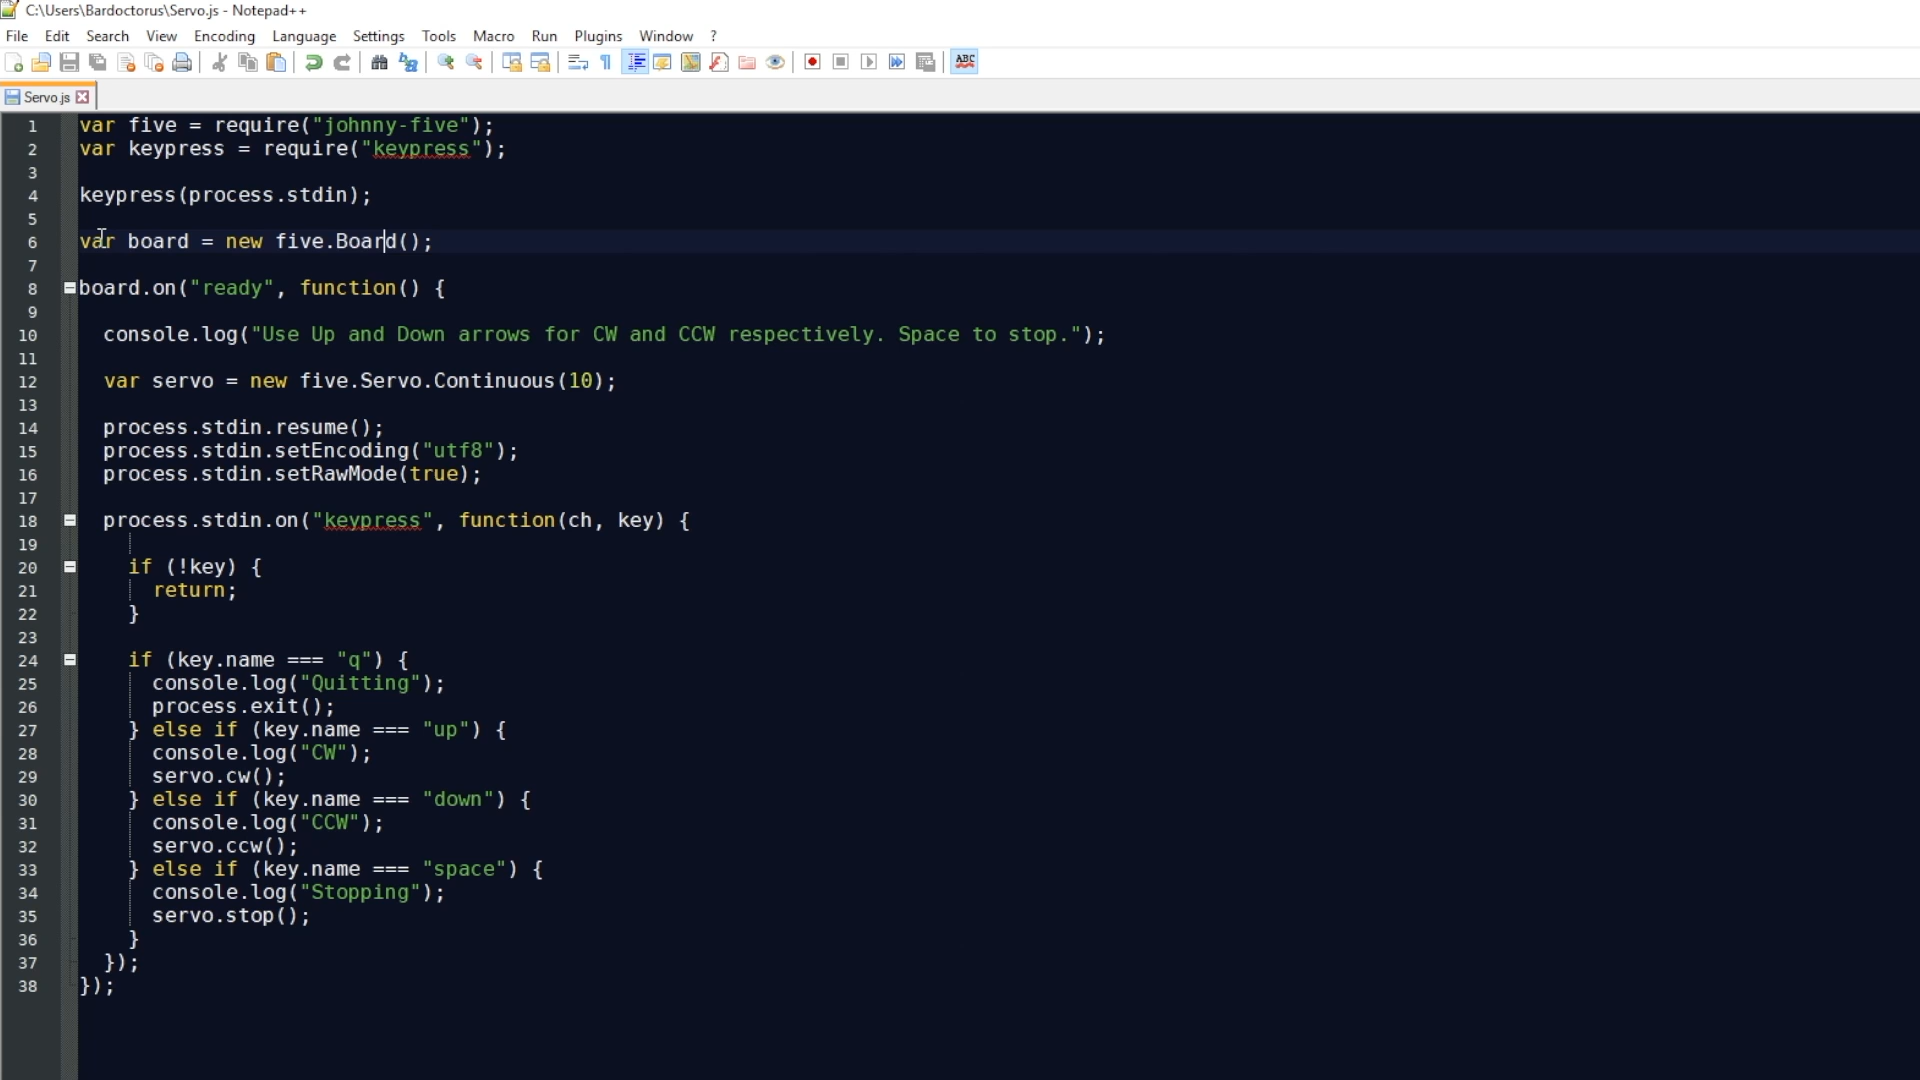 C:\Users\Bardoctorus\Servo.js - Notepad++
File Edit Search View Encoding Language Settings Tools Macro Run Plugins Window ?
ABC
Servo.js
1 var five = require("johnny-five");
2 var keypress = require("keypress");
3
4 keypress(process.stdin);
5
6 var board = new five.Board();
7
8 board.on("ready", function() {
9
10 console.log("Use Up and Down arrows for CW and CCW respectively. Space to stop.");
11
12 var servo = new five.Servo.Continuous(10);
13
14 process.stdin.resume();
15 process.stdin.setEncoding("utf8");
16 process.stdin.setRawMode(true);
17
18 process.stdin.on("keypress", function(ch, key) {
19
20 if (!key) {
21 return;
22 }
23
24 if (key.name === "q") {
25 console.log("Quitting");
26 process.exit();
27 } else if (key.name === "up") {
28 console.log("CW");
29 servo.cw();
30 } else if (key.name === "down") {
31 console.log("CCW");
32 servo.ccw();
33 } else if (key.name === "space") {
34 console.log("Stopping");
35 servo.stop();
36 }
37 });
38 });